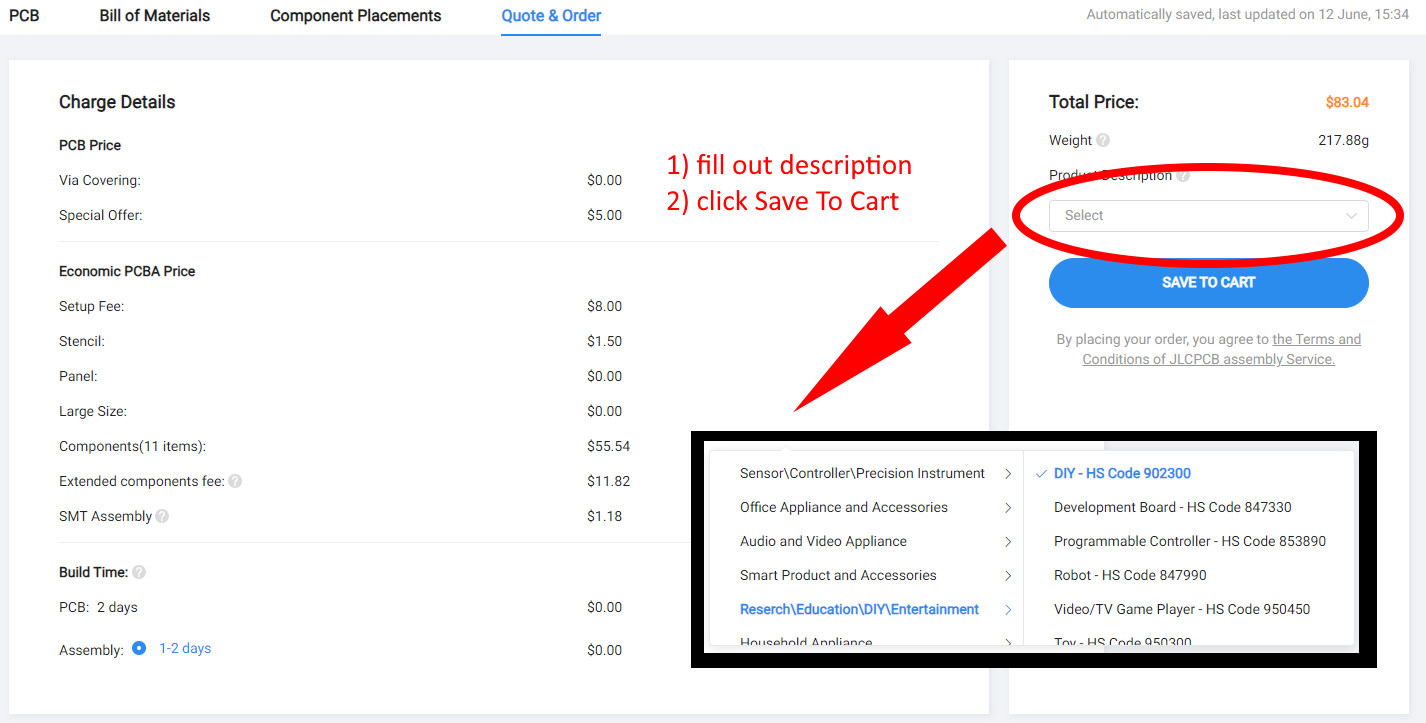 PCB Bill of Materials Component Placements Quote & Order Automatically saved, last updated on 12 June, 15:34
Charge Details
PCB Price
Via Covering: $0.00
Special Offer: $5.00
Economic PCBA Price
Setup Fee: $8.00
Stencil: $1.50
Panel: $0.00
Large Size: $0.00
Components(11 items): $55.54
Extended components fee: ? $11.82
SMT Assembly ? $1.18
Build Time: ?
PCB: 2 days $0.00
Assembly: 1-2 days $0.00
1) fill out description
2) click Save To Cart
Total Price: $83.04
Weight ? 217.88g
Product Description ?
Select
SAVE TO CART
By placing your order, you agree to the Terms and
Conditions of JLCPCB assembly Service.
Sensor\Controller\Precision Instrument
Office Appliance and Accessories
Audio and Video Appliance
Smart Product and Accessories
Reserch\Education\DIY\Entertainment
Household Appliance
DIY - HS Code 902300
Development Board - HS Code 847330
Programmable Controller - HS Code 853890
Robot - HS Code 847990
Video/TV Game Player - HS Code 950450
Toy - HS Code 950300